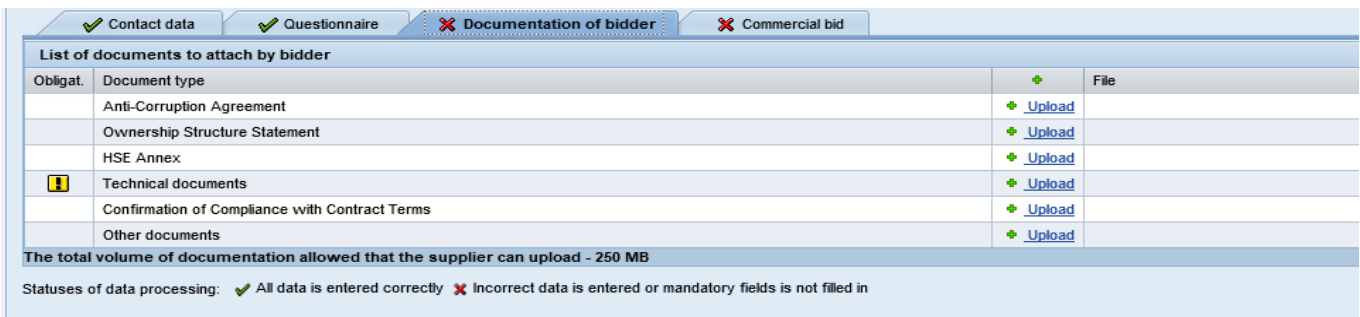 Contact data Questionnaire Documentation of bidder Commercial bid
List of documents to attach by bidder
Obligat. Document type File
Anti-Corruption Agreement Upload
Ownership Structure Statement Upload
HSE Annex Upload
Technical documents Upload
Confirmation of Compliance with Contract Terms Upload
Other documents Upload
The total volume of documentation allowed that the supplier can upload - 250 MB
Statuses of data processing: All data is entered correctly Incorrect data is entered or mandatory fields is not filled in